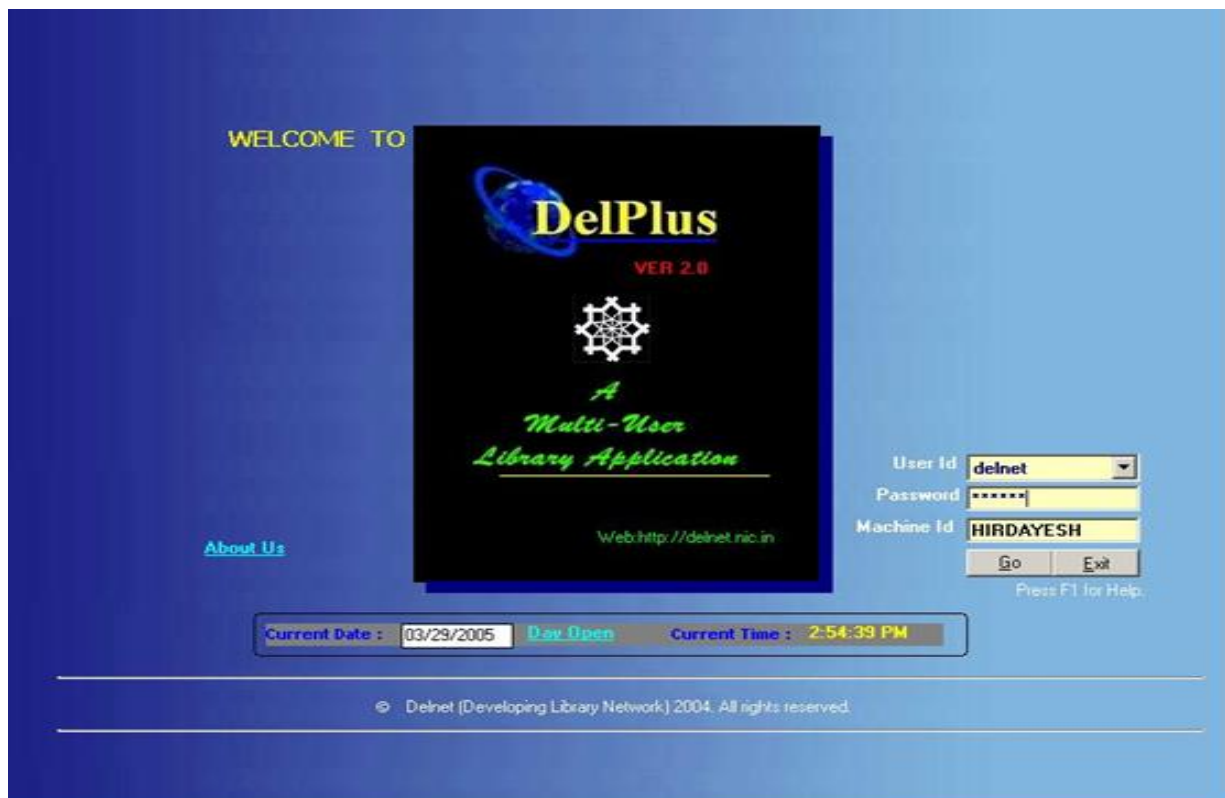 WELCOME TO
DelPlus
VER 2.0
A
Multi-User
Library Application
Web:http://delnet.nic.in
User Id delnet
Password ******
Machine Id HIRDAYESH
Go Exit
Press F1 for Help.
About Us
Current Date : 03/29/2005 Day Open Current Time : 2:54:39 PM
© Delnet (Developing Library Network) 2004. All rights reserved.